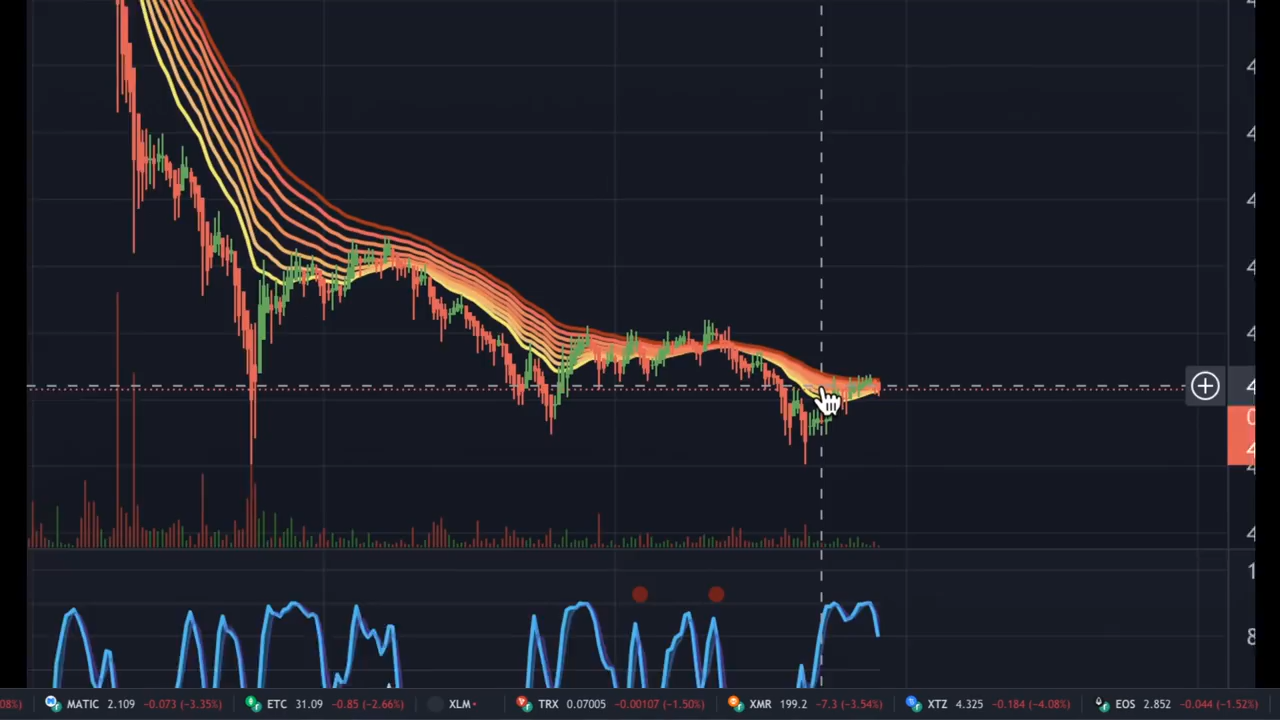 08%) MATIC 2.109 -0.073 (-3.35%) ETC 31.09 -0.85 (-2.66%) XLM TRX 0.07005 -0.00107 (-1.50%) XMR 199.2 -7.3 (-3.54%) XTZ 4.325 -0.184 (-4.08%) EOS 2.852 -0.044 (-1.52%)